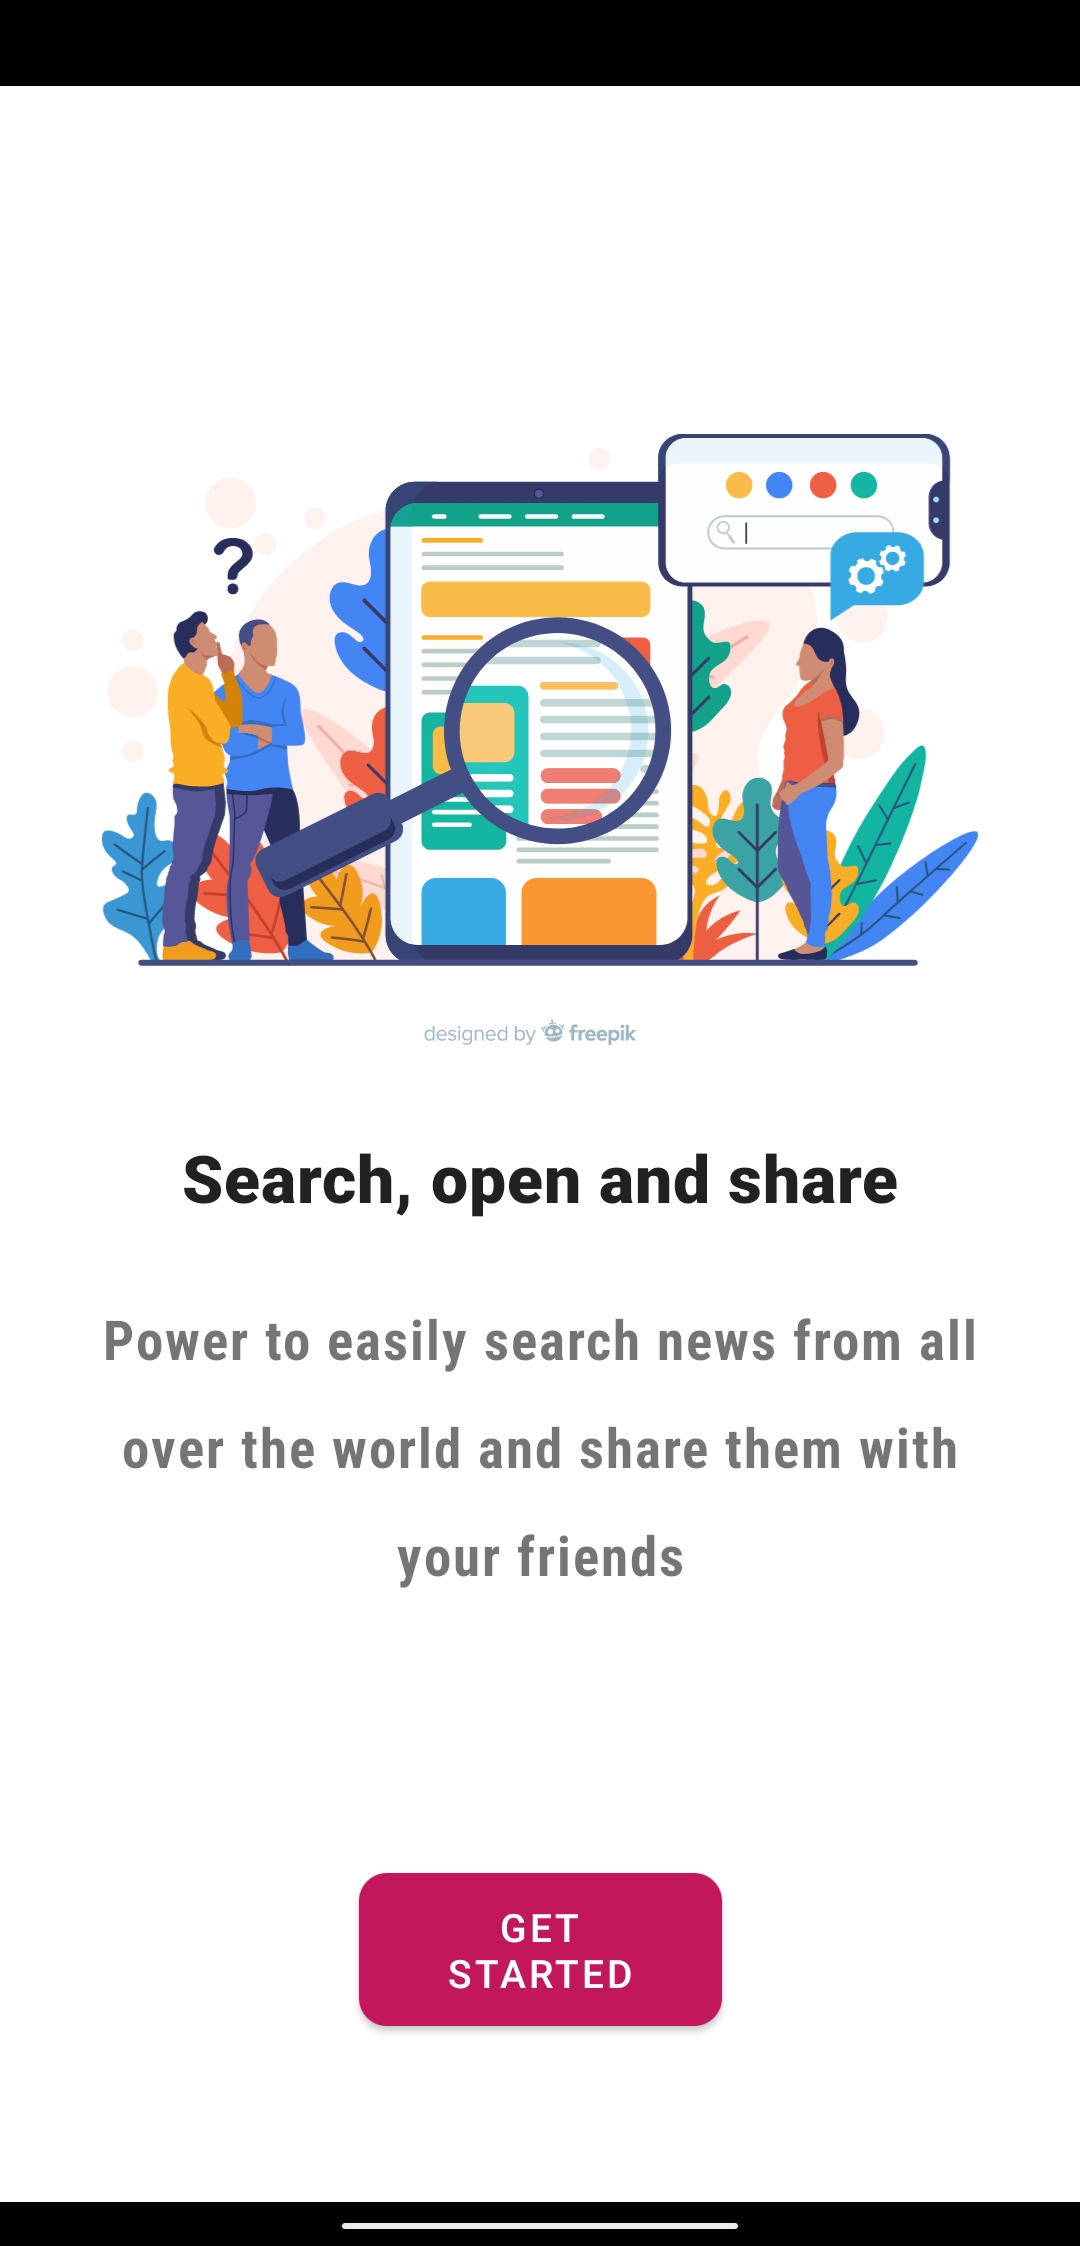 ?
designed by freepik
Search, open and share
Power to easily search news from all
over the world and share them with
your friends
GET
STARTED